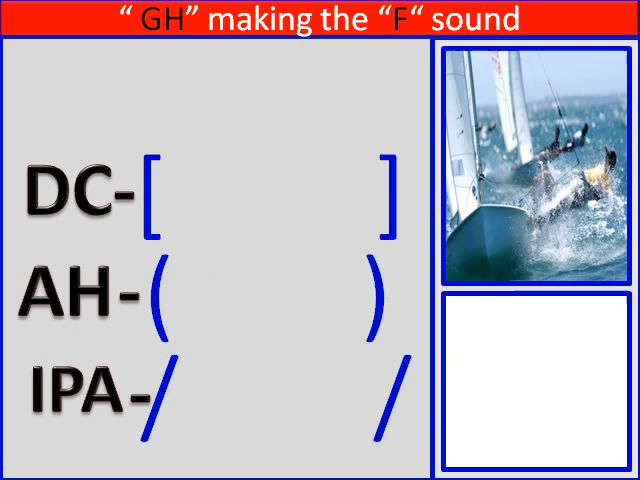 “ GH” making the “F“ sound
DC-[ ]
AH-( )
IPA-/ /